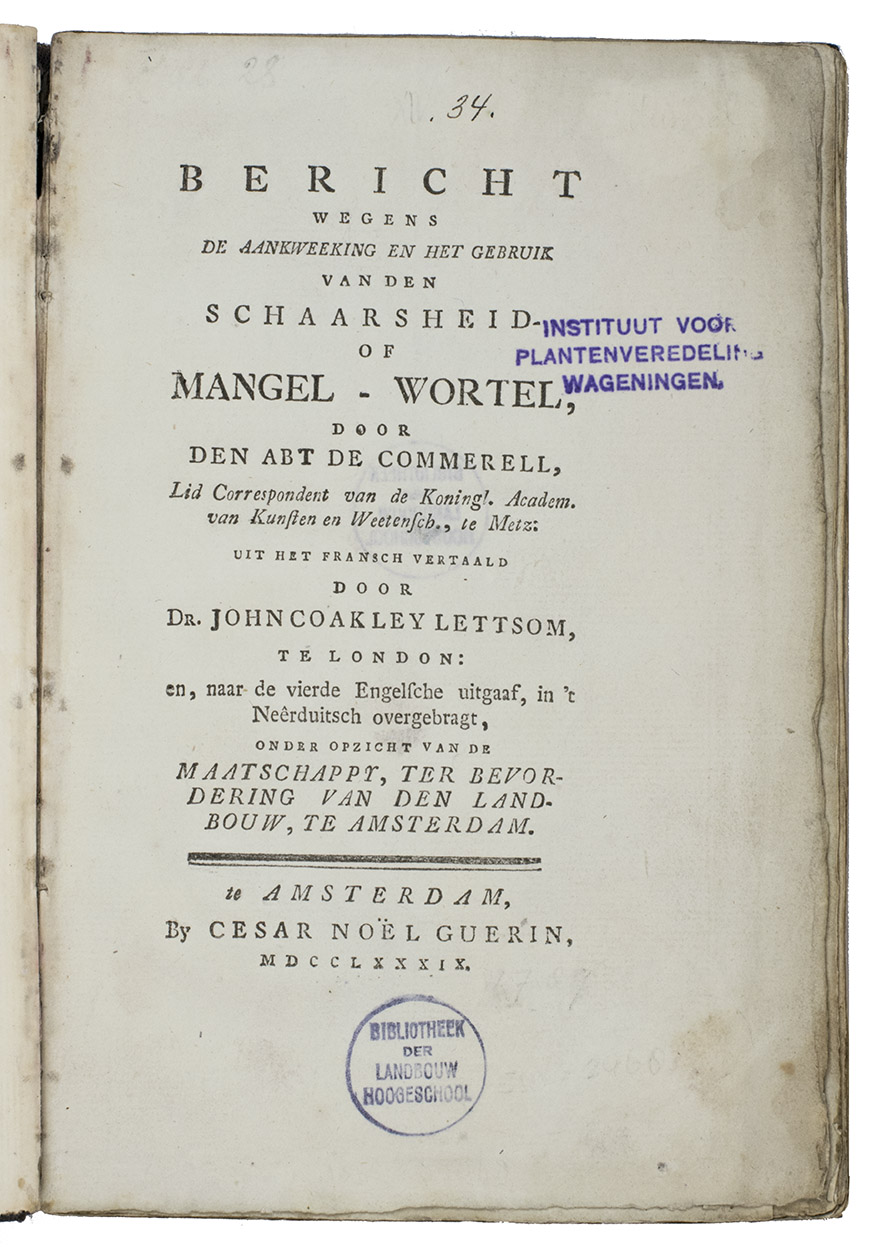 .34.
BERICHT
WEGENS
DE AANKWEEKING EN HET GEBRUIK
VAN DEN
SCHAARSHEID-
OF
MANGEL - WORTEL,
DOOR
DEN ABT DE COMMERELL,
Lid Correspondent van de Koningl. Academ.
van Kunſten en Weetenſch., te Metz:
UIT HET FRANSCH VERTAALD
DOOR
DR. JOHN COAKLEY LETTSOM,
TE LONDON:
en, naar de vierde Engelſche uitgaaf, in 't
Neêrduitsch overgebragt,
ONDER OPZICHT VAN DE
MAATSCHAPPY, TER BEVOR-
DERING VAN DEN LAND-
BOUW, TE AMSTERDAM.
te AMSTERDAM,
By CESAR NOËL GUERIN,
MDCCLXXXIX.
INSTITUUT VOOR
PLANTENVEREDELING
WAGENINGEN.
BIBLIOTHEEK
DER
LANDBOUW
HOOGESCHOOL